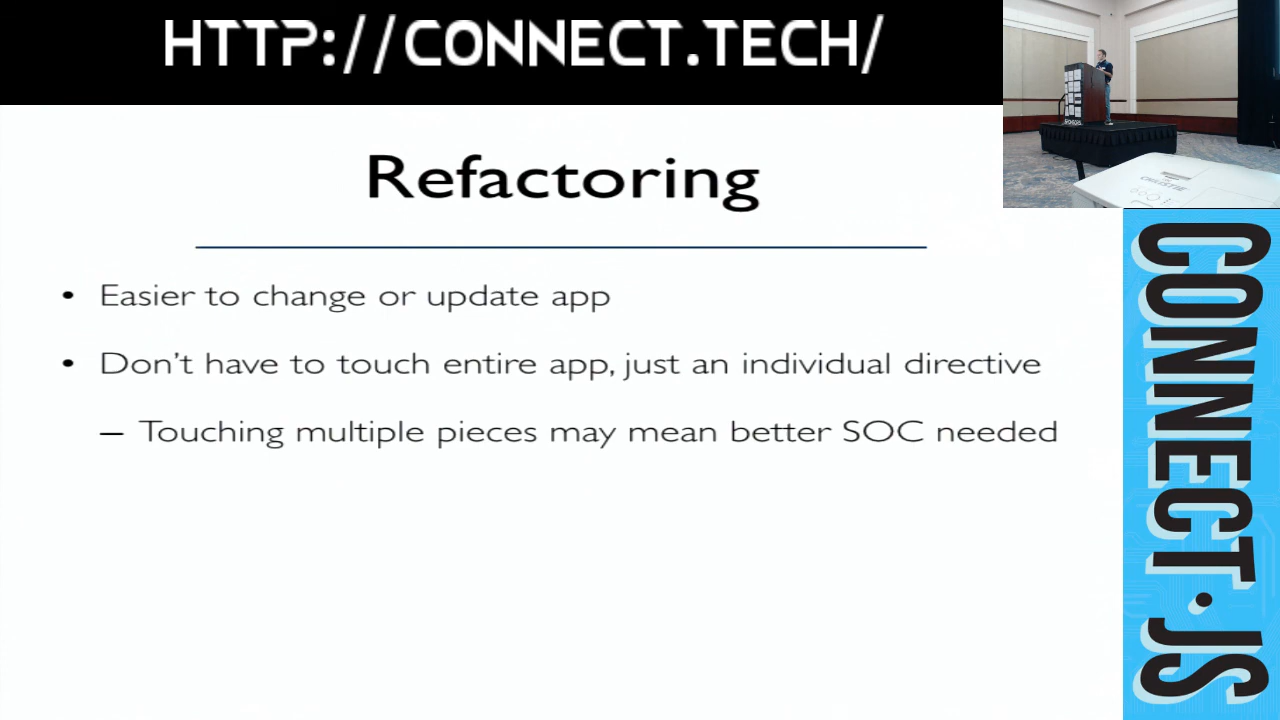 HTTP://CONNECT.TECH/
Refactoring
• Easier to change or update app
• Don't have to touch entire app, just an individual directive
– Touching multiple pieces may mean better SOC needed
CHRISTIE
CONNECT.JS